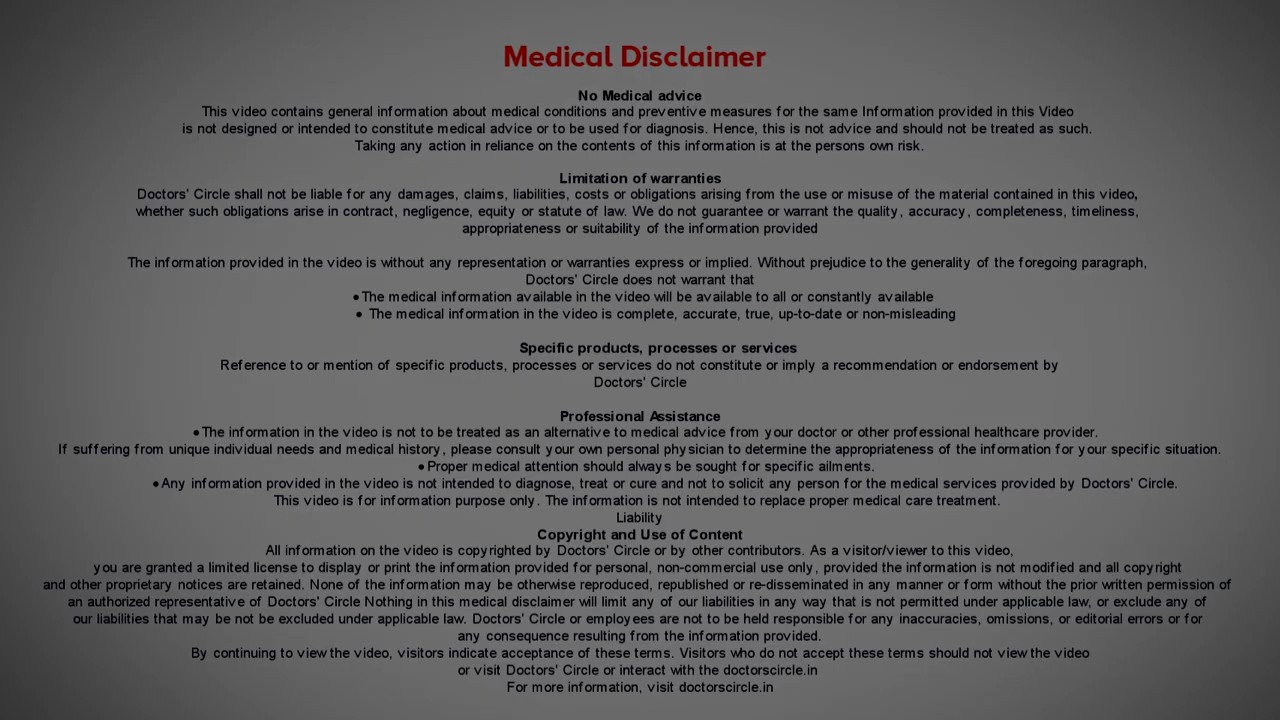 Medical Disclaimer
No Medical advice
This video contains general information about medical conditions and preventive measures for the same Information provided in this Video
is not designed or intended to constitute medical advice or to be used for diagnosis. Hence, this is not advice and should not be treated as such.
Taking any action in reliance on the contents of this information is at the persons own risk.
Limitation of warranties
Doctors' Circle shall not be liable for any damages, claims, liabilities, costs or obligations arising from the use or misuse of the material contained in this video,
whether such obligations arise in contract, negligence, equity or statute of law. We do not guarantee or warrant the quality, accuracy, completeness, timeliness,
appropriateness or suitability of the information provided
The information provided in the video is without any representation or warranties express or implied. Without prejudice to the generality of the foregoing paragraph,
Doctors' Circle does not warrant that
•The medical information available in the video will be available to all or constantly available
• The medical information in the video is complete, accurate, true, up-to-date or non-misleading
Specific products, processes or services
Reference to or mention of specific products, processes or services do not constitute or imply a recommendation or endorsement by
Doctors' Circle
Professional Assistance
•The information in the video is not to be treated as an alternative to medical advice from your doctor or other professional healthcare provider.
If suffering from unique individual needs and medical history, please consult your own personal physician to determine the appropriateness of the information for your specific situation.
•Proper medical attention should always be sought for specific ailments.
•Any information provided in the video is not intended to diagnose, treat or cure and not to solicit any person for the medical services provided by Doctors' Circle.
This video is for information purpose only. The information is not intended to replace proper medical care treatment.
Liability
Copyright and Use of Content
All information on the video is copyrighted by Doctors' Circle or by other contributors. As a visitor/viewer to this video,
you are granted a limited license to display or print the information provided for personal, non-commercial use only, provided the information is not modified and all copyright
and other proprietary notices are retained. None of the information may be otherwise reproduced, republished or re-disseminated in any manner or form without the prior written permission of
an authorized representative of Doctors' Circle Nothing in this medical disclaimer will limit any of our liabilities in any way that is not permitted under applicable law, or exclude any of
our liabilities that may be not be excluded under applicable law. Doctors' Circle or employees are not to be held responsible for any inaccuracies, omissions, or editorial errors or for
any consequence resulting from the information provided.
By continuing to view the video, visitors indicate acceptance of these terms. Visitors who do not accept these terms should not view the video
or visit Doctors' Circle or interact with the doctorscircle.in
For more information, visit doctorscircle.in